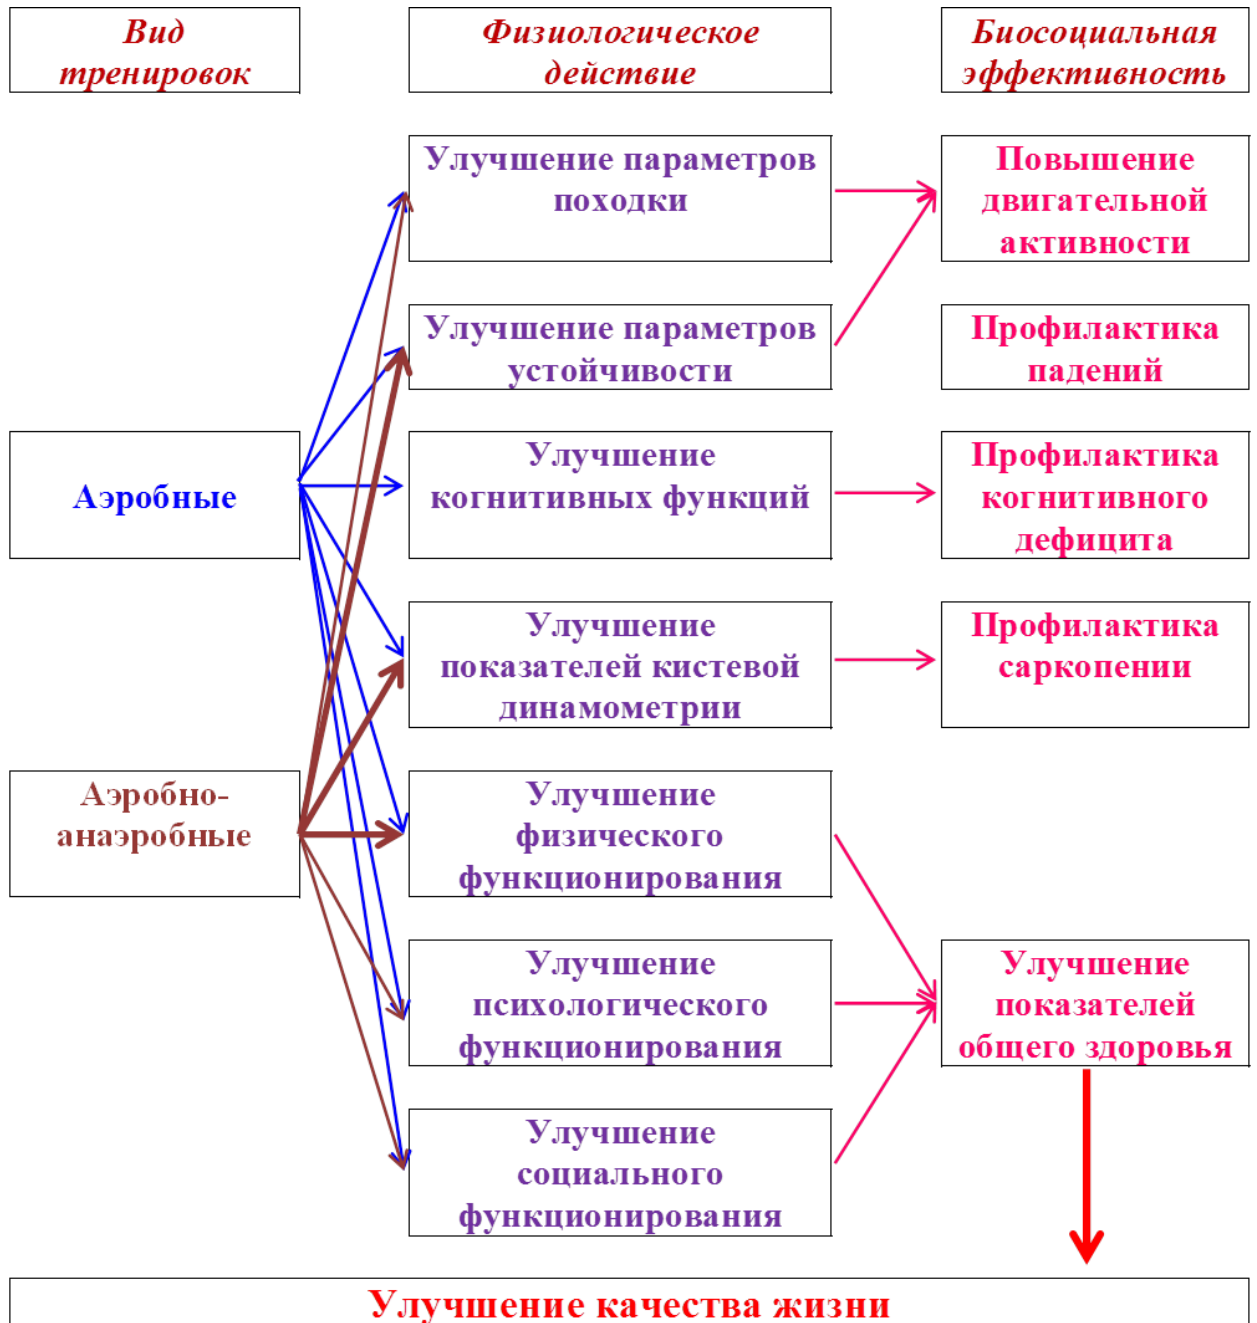 Вид
тренировок
Физиологическое
действие
Биосоциальная
эффективность
Улучшение параметров
походки
Повышение
двигательной
активности
Улучшение параметров
устойчивости
Профилактика
падений
Аэробные
Улучшение
когнитивных функций
Профилактика
когнитивного
дефицита
Улучшение
показателей кистевой
динамометрии
Профилактика
саркопении
Аэробно-
анаэробные
Улучшение
физического
функционирования
Улучшение
психологического
функционирования
Улучшение
показателей
общего здоровья
Улучшение
социального
функционирования
Улучшение качества жизни